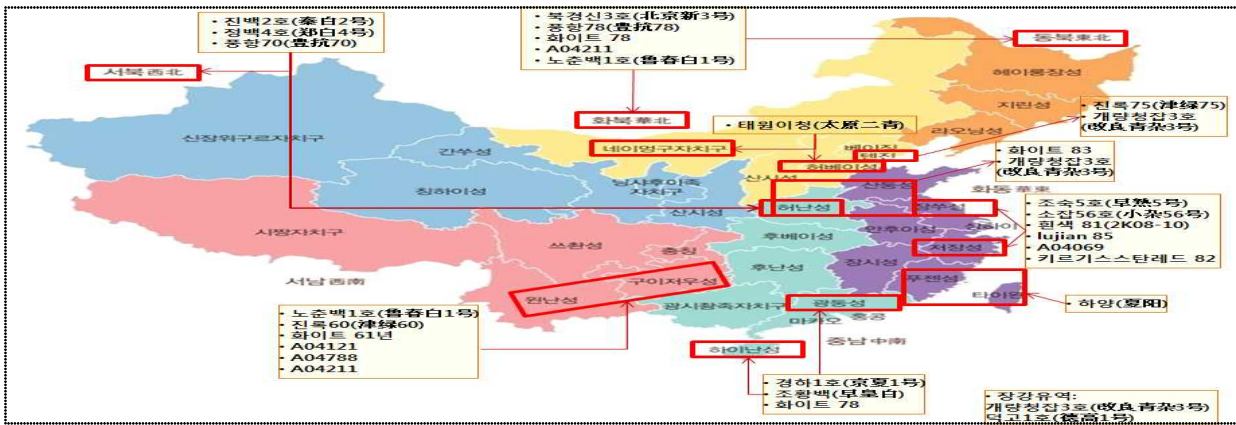 • 진백2호(泰白2号)
• 정백4호(郑白4号)
• 풍항70(豊抗70)
• 북경신3호(北京新3号)
• 풍항78(豊抗78)
• 화이트 78
• A04211
• 노춘백1호(鲁春白1号)
동북東北
서북西北
헤이룽장성
지린성
라오닝성
• 진록75(津绿75)
• 개량청잡3호
(改良青杂3号)
화북華北
• 태원이청(太原二青)
신장위구르자치구
간쑤성
네이멍구자치구
베이징
톈진
허베이성
• 화이트 83
• 개량청잡3호
(改良青杂3号)
산시성
산둥성
닝샤후이족
자치구
칭하이성
화동華東
산시성
허난성
장쑤성
• 조숙5호(早熟5号)
• 소잡56호(小杂56号)
• 흰색 81(2K08-10)
• lujian 85
• A04069
• 키르기스스탄레드 82
시짱자치구
쓰촨성
충칭
후베이성
안후이성
저장성
서남西南
후난성
장시성
구이저우성
윈난성
푸젠성
타이완
• 하양(夏阳)
광시좡족자치구
광동성
홍콩
마카오
중남中南
하이난성
• 노춘백1호(鲁春白1号)
• 진록60(津绿60)
• 화이트 61년
• A04121
• A04788
• A04211
• 경하1호(京夏1号)
• 조황백(早皇白)
• 화이트 78
• 장강유역:
개량청잡3호(改良青杂3号)
덕고1호(德高1号)